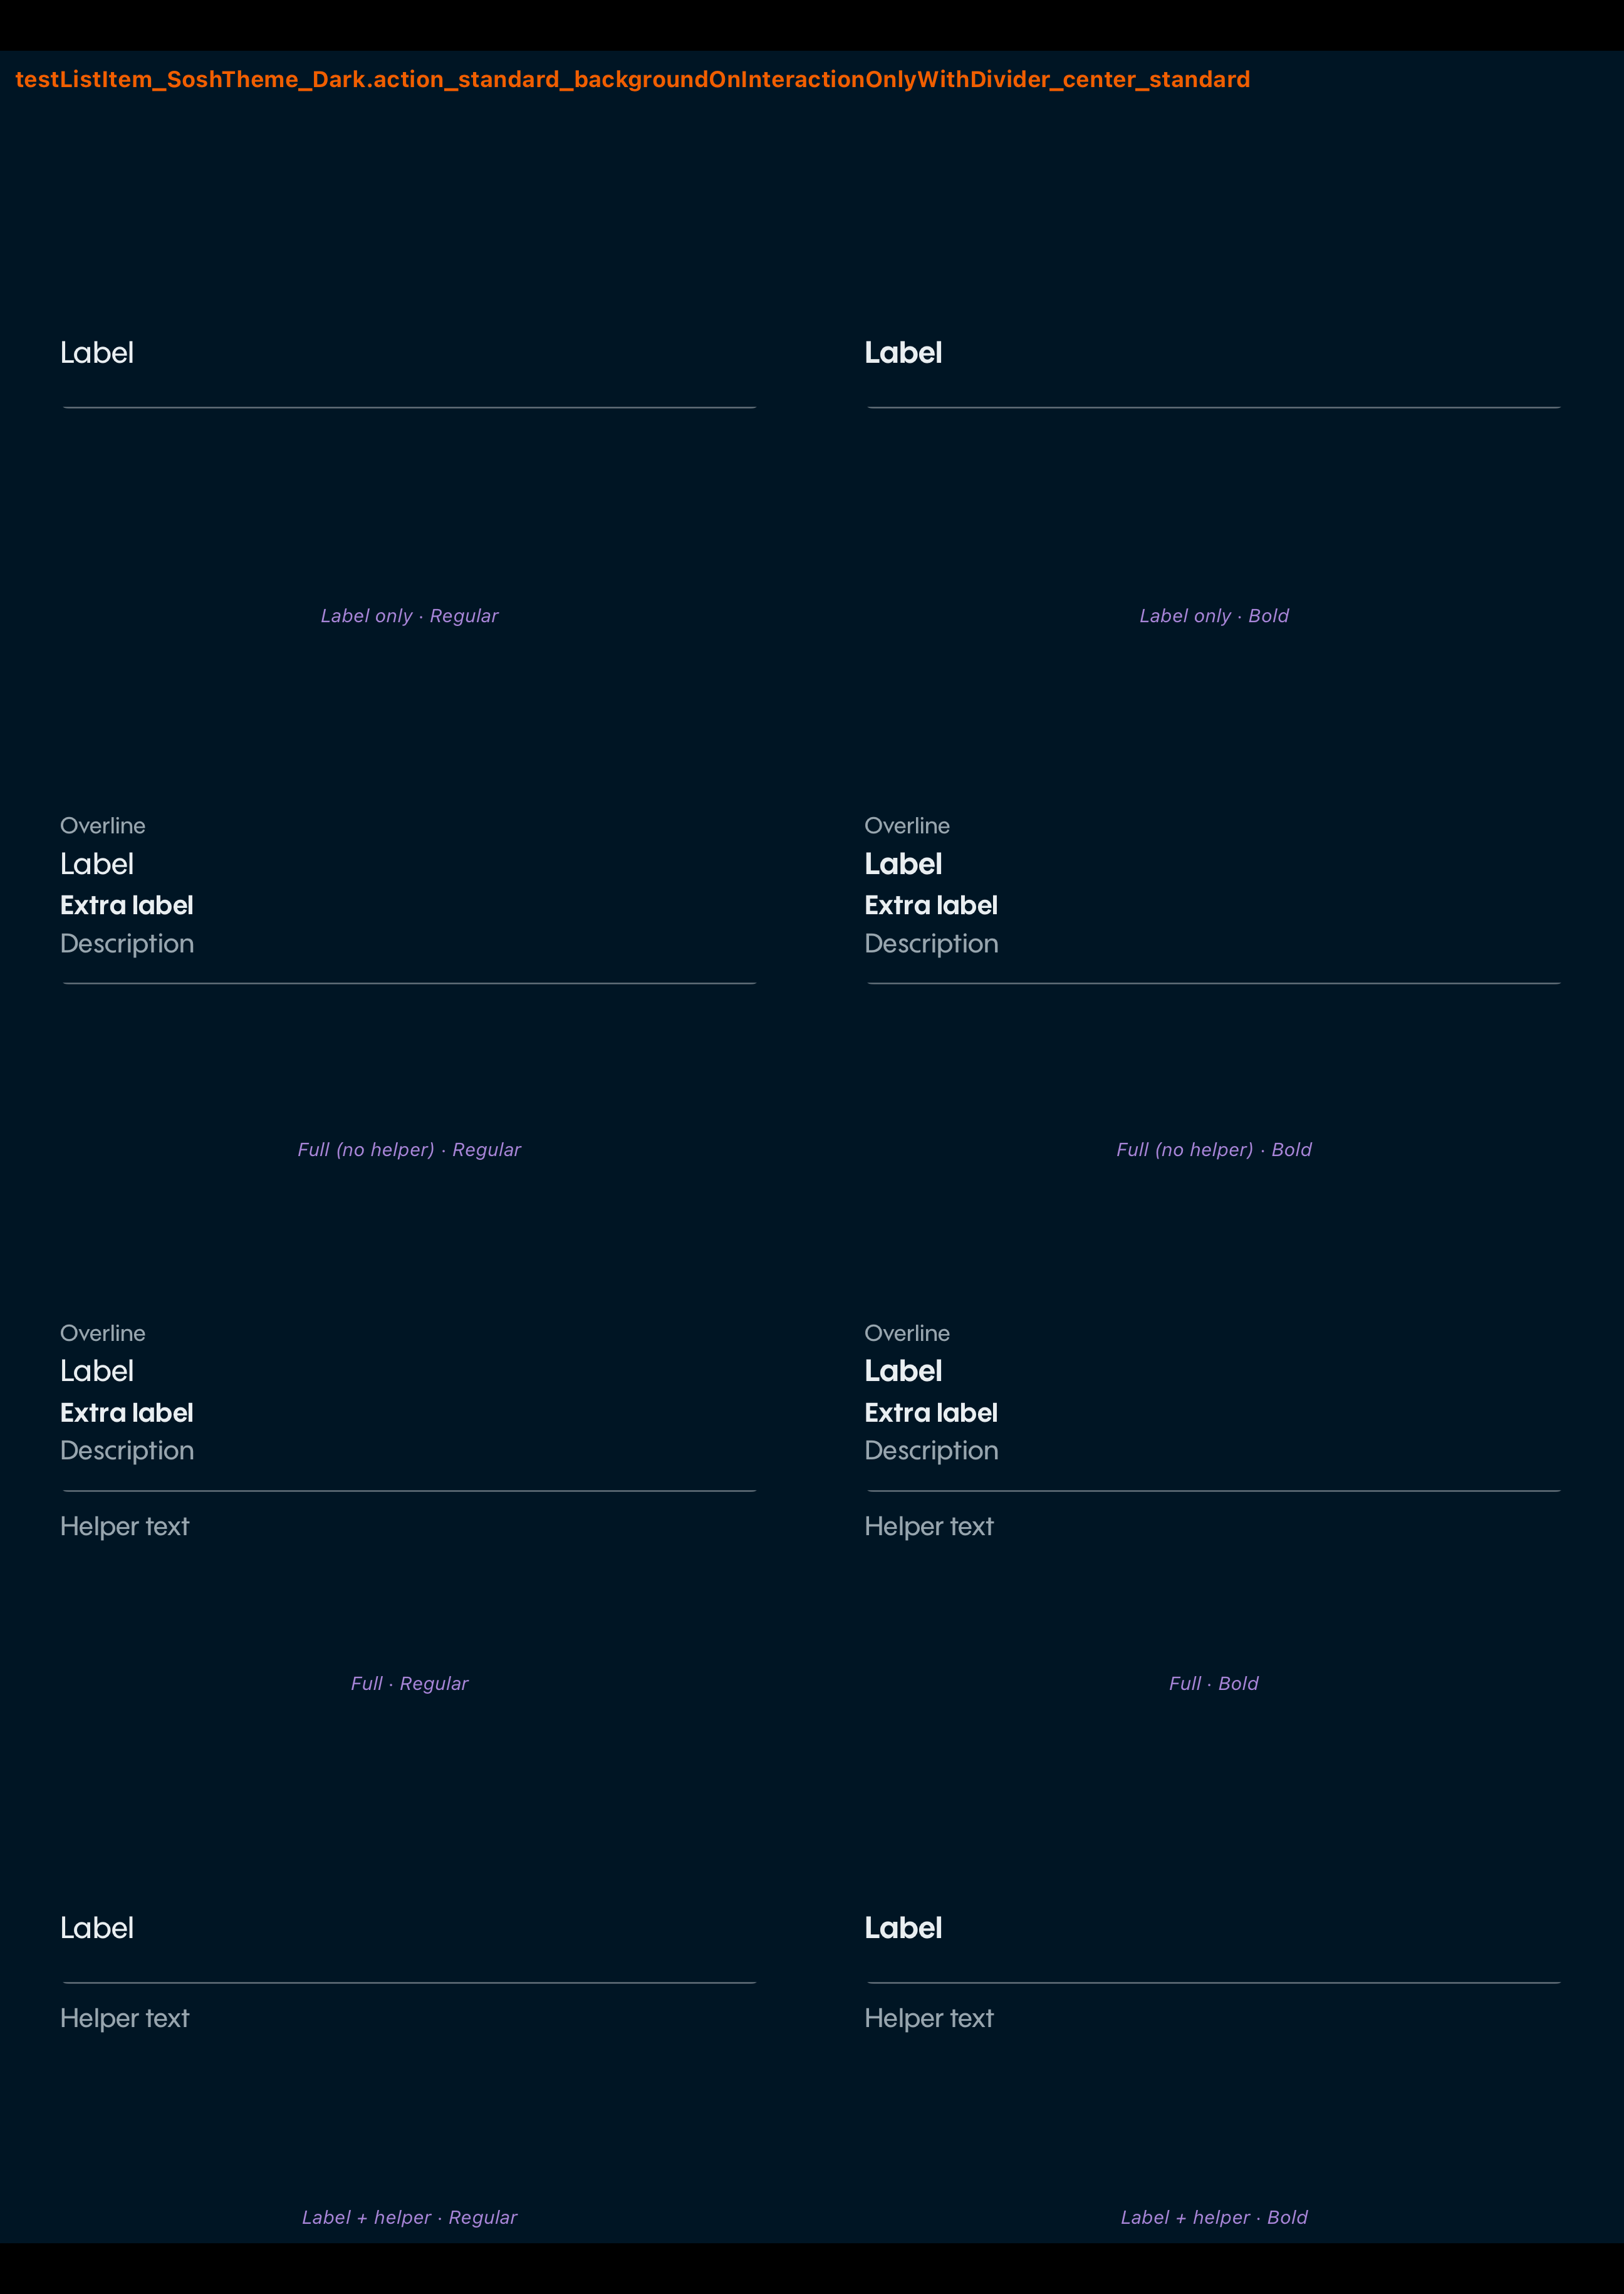 testListItem_SoshTheme_Dark.action_standard_backgroundOnInteractionOnlyWithDivider_center_standard
Label
Label
Label only · Regular
Label only · Bold
Overline
Label
Extra label
Description
Overline
Label
Extra label
Description
Full (no helper) · Regular
Full (no helper) · Bold
Overline
Label
Extra label
Description
Helper text
Overline
Label
Extra label
Description
Helper text
Full · Regular
Full · Bold
Label
Helper text
Label
Helper text
Label + helper · Regular
Label + helper · Bold